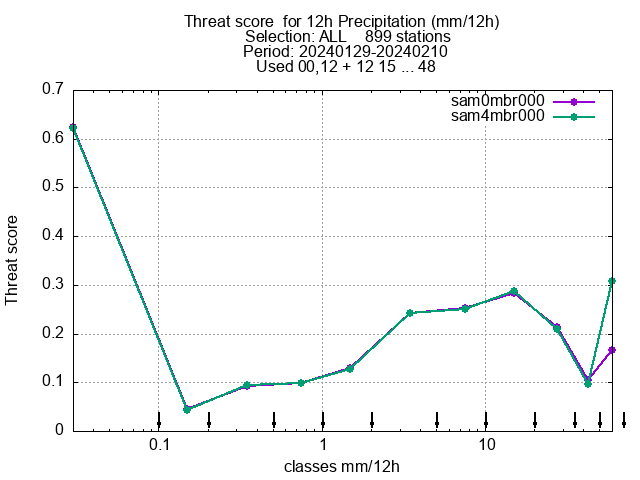 Threat score  for 12h Precipitation (mm/12h)
Selection: ALL    899 stations
Period: 20240129-20240210
Used 00,12 + 12 15 ... 48
sam0mbr000
sam4mbr000
0.7
0.6
0.5
0.4
0.3
0.2
0.1
0
Threat score
0.1
1
10
classes mm/12h